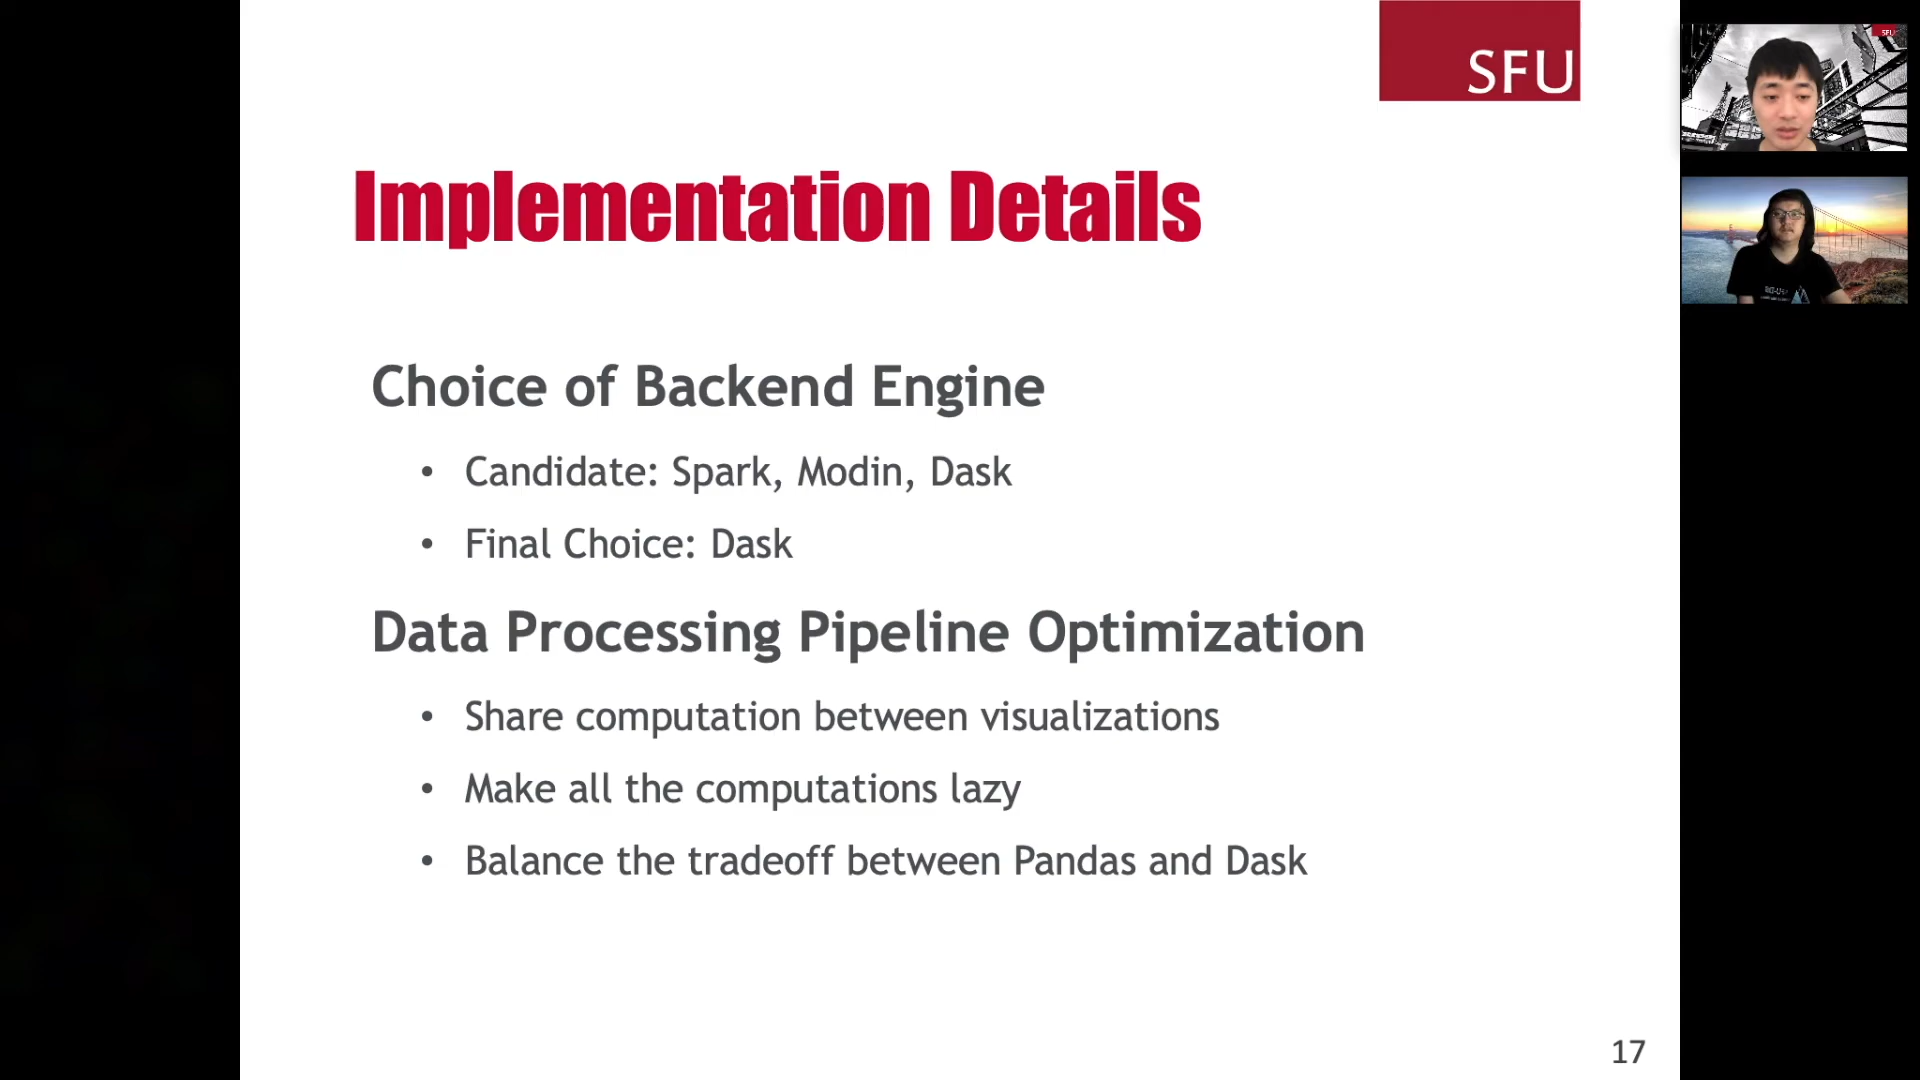 SFU
Implementation Details
Choice of Backend Engine
• Candidate: Spark, Modin, Dask
• Final Choice: Dask
Data Processing Pipeline Optimization
• Share computation between visualizations
• Make all the computations lazy
• Balance the tradeoff between Pandas and Dask
17
SFU